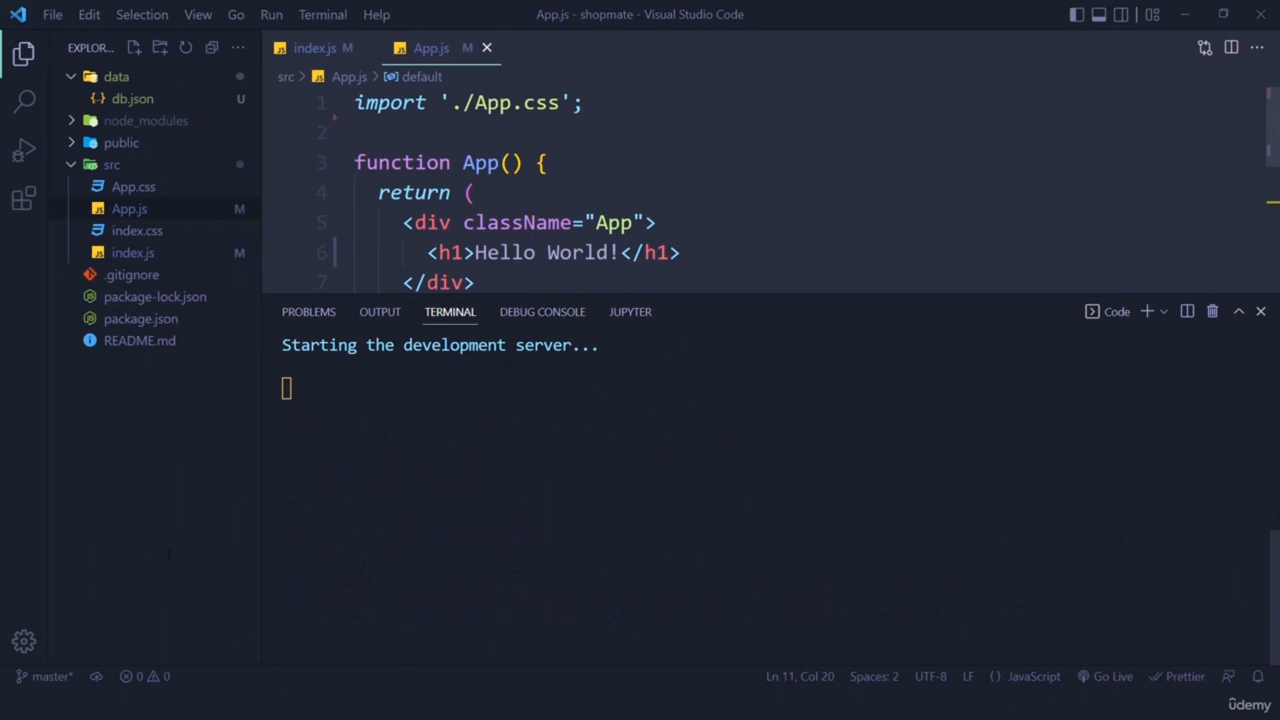 File Edit Selection View Go Run Terminal Help App.js - shopmate - Visual Studio Code
EXPLOR... index.js M App.js M
data
db.json U
node_modules
public
src
App.css
App.js M
index.css
index.js M
.gitignore
package-lock.json
package.json
README.md
src > App.js > default
1 import './App.css';
2
3 function App() {
4 return (
5 <div className="App">
6 <h1>Hello World!</h1>
7 </div>
PROBLEMS OUTPUT TERMINAL DEBUG CONSOLE JUPYTER Code
Starting the development server...
master* 0 0 Ln 11, Col 20 Spaces: 2 UTF-8 LF {} JavaScript Go Live Prettier
udemy